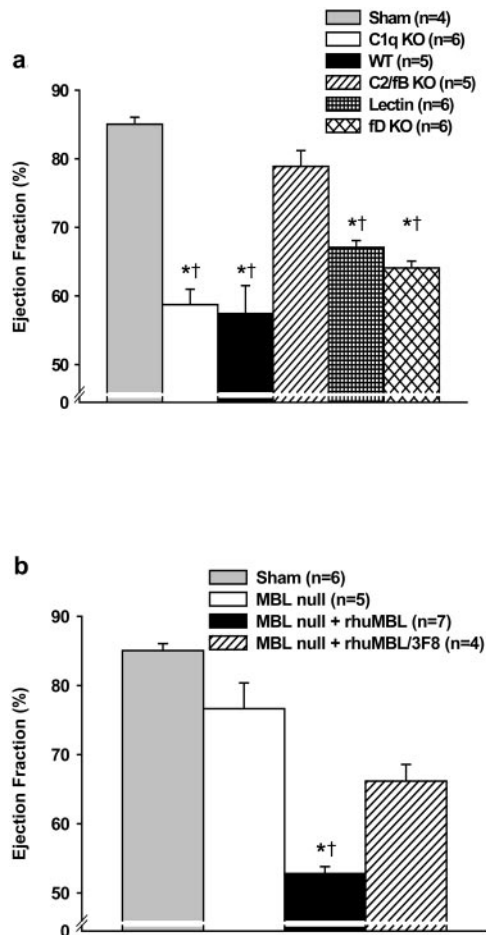 Sham (n=4)
C1q KO (n=6)
WT (n=5)
C2/fB KO (n=5)
Lectin (n=6)
fD KO (n=6)
a
90
80
70
60
50
0
Ejection Fraction (%)
*†
*†
*†
*†
b
Sham (n=6)
MBL null (n=5)
MBL null + rhuMBL (n=7)
MBL null + rhuMBL/3F8 (n=4)
90
80
70
60
50
0
Ejection Fraction (%)
*†